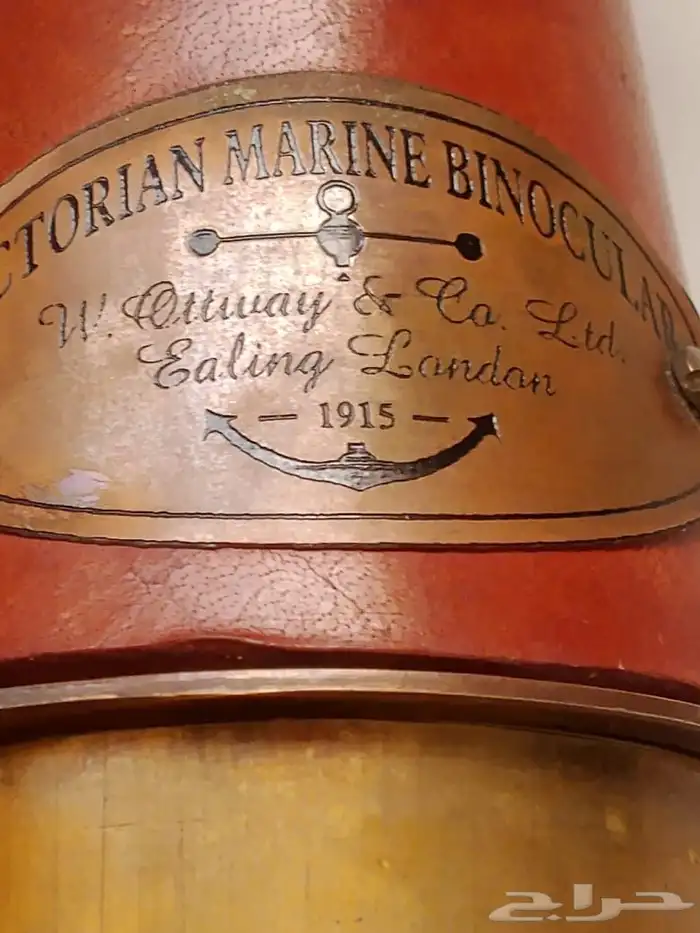 CTORIAN MARINE BINOCULAR
W. Ottway & Co. Ltd.
Ealing London
— 1915 —
حراج